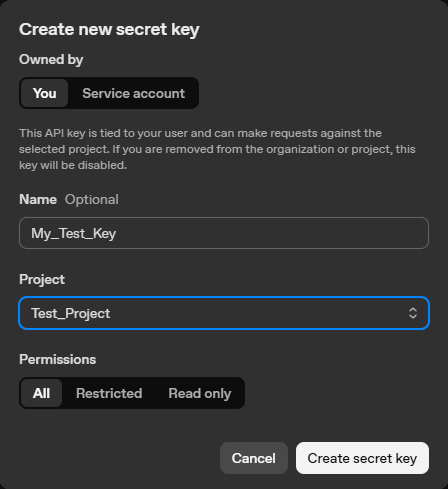 Create new secret key
Owned by
You Service account
This API key is tied to your user and can make requests against the
selected project. If you are removed from the organization or project, this
key will be disabled.
Name Optional
My_Test_Key
Project
Test_Project
Permissions
All Restricted Read only
Cancel Create secret key